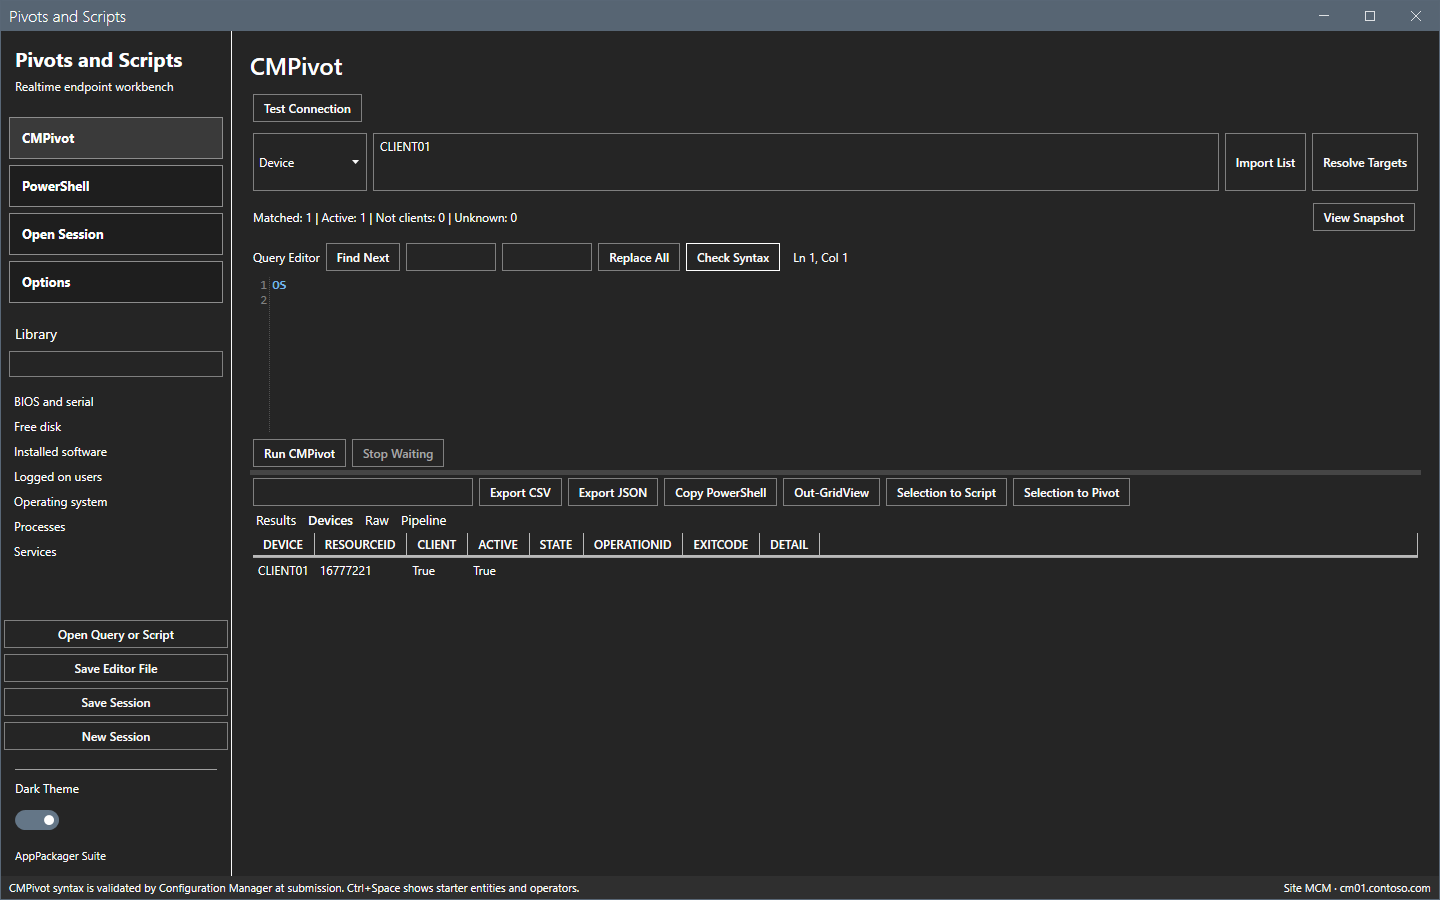 Pivots and Scripts
Pivots and Scripts
Realtime endpoint workbench
CMPivot
PowerShell
Open Session
Options
Library
BIOS and serial
Free disk
Installed software
Logged on users
Operating system
Processes
Services
Open Query or Script
Save Editor File
Save Session
New Session
Dark Theme
AppPackager Suite
CMPivot
Test Connection
Device CLIENT01 Import List Resolve Targets
Matched: 1 | Active: 1 | Not clients: 0 | Unknown: 0 View Snapshot
Query Editor Find Next Replace All Check Syntax Ln 1, Col 1
1 OS
2
Run CMPivot Stop Waiting
Export CSV Export JSON Copy PowerShell Out-GridView Selection to Script Selection to Pivot
Results Devices Raw Pipeline
DEVICE RESOURCEID CLIENT ACTIVE STATE OPERATIONID EXITCODE DETAIL
CLIENT01 16777221 True True
CMPivot syntax is validated by Configuration Manager at submission. Ctrl+Space shows starter entities and operators. Site MCM · cm01.contoso.com